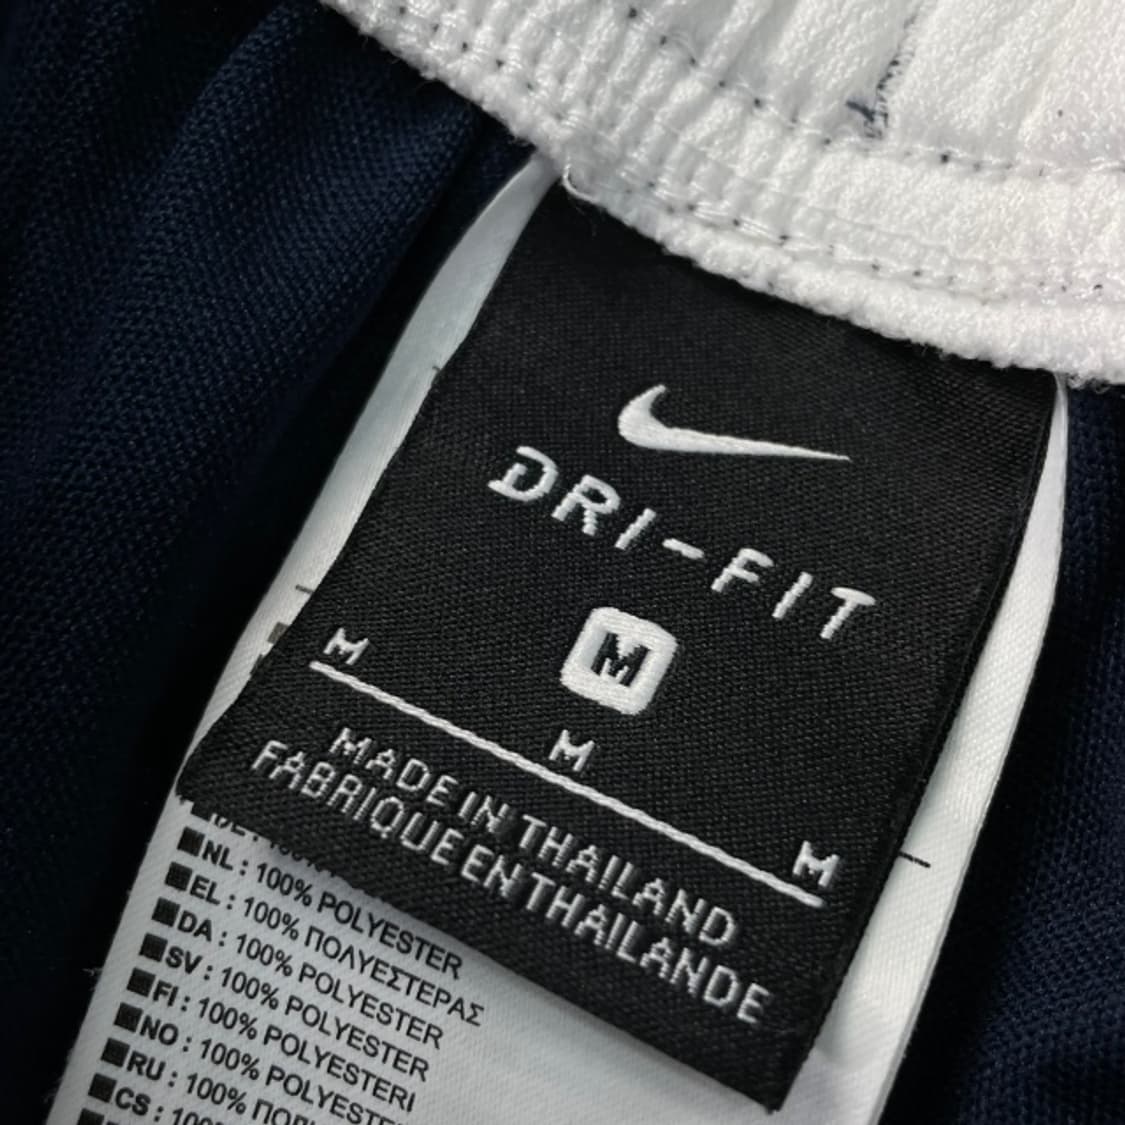 DRI-FIT
M
M
M
M
MADE IN THAILAND
FABRIQUE EN THAILANDE
NL : 100% POLYESTER
EL : 100% ΠΟΛΥΕΣΤΕΡΑΣ
DA : 100% POLYESTER
SV : 100% POLYESTER
FI : 100% POLYESTERI
NO : 100% POLYESTER
RU : 100%
CS :